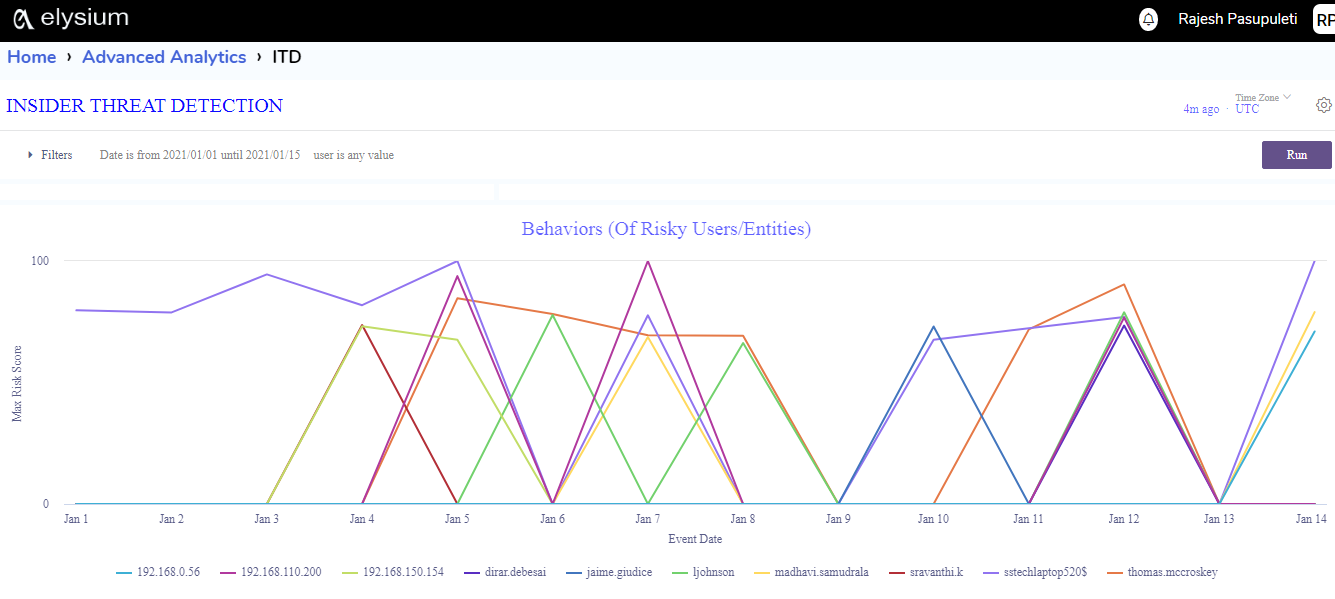 elysium
Rajesh Pasupuleti RP
Home › Advanced Analytics › ITD
INSIDER THREAT DETECTION
4m ago · Time Zone
UTC
Filters Date is from 2021/01/01 until 2021/01/15 user is any value
Run
Behaviors (Of Risky Users/Entities)
100
Max Risk Score
0
Jan 1 Jan 2 Jan 3 Jan 4 Jan 5 Jan 6 Jan 7 Jan 8 Jan 9 Jan 10 Jan 11 Jan 12 Jan 13 Jan 14
Event Date
192.168.0.56 192.168.110.200 192.168.150.154 dirar.debesai jaime.giudice ljohnson madhavi.samudrala sravanthi.k sstechlaptop520$ thomas.mccroskey